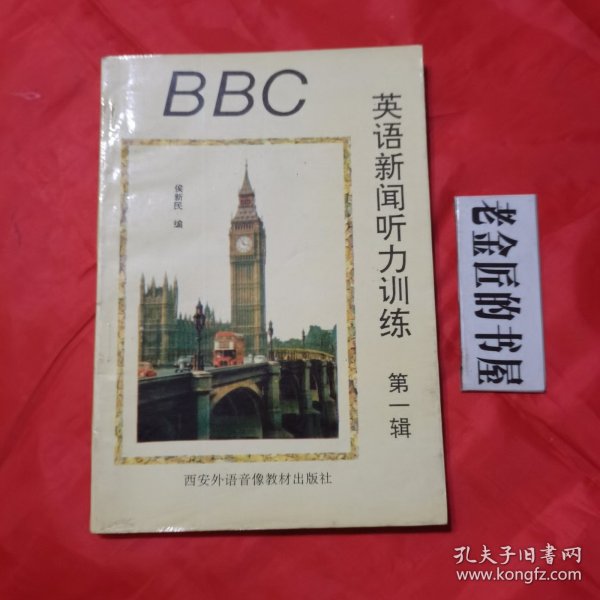 BBC
英语新闻听力训练 第一辑
侯新民 编
西安外语音像教材出版社
老金匠的书屋
孔夫子旧书网
www.kongfz.com